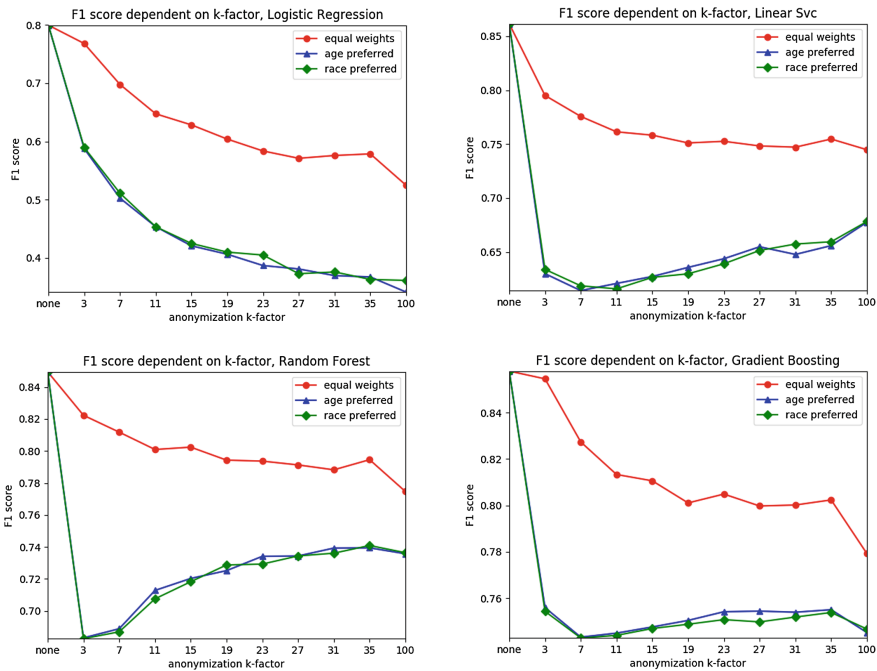 F1 score dependent on k-factor, Logistic Regression
0.8
0.7
0.6
0.5
0.4
F1 score
equal weights
age preferred
race preferred
none 3 7 11 15 19 23 27 31 35 100
anonymization k-factor
F1 score dependent on k-factor, Linear Svc
0.85
0.80
0.75
0.70
0.65
F1 score
equal weights
age preferred
race preferred
none 3 7 11 15 19 23 27 31 35 100
anonymization k-factor
F1 score dependent on k-factor, Random Forest
0.84
0.82
0.80
0.78
0.76
0.74
0.72
0.70
F1 score
equal weights
age preferred
race preferred
none 3 7 11 15 19 23 27 31 35 100
anonymization k-factor
F1 score dependent on k-factor, Gradient Boosting
0.84
0.82
0.80
0.78
0.76
F1 score
equal weights
age preferred
race preferred
none 3 7 11 15 19 23 27 31 35 100
anonymization k-factor